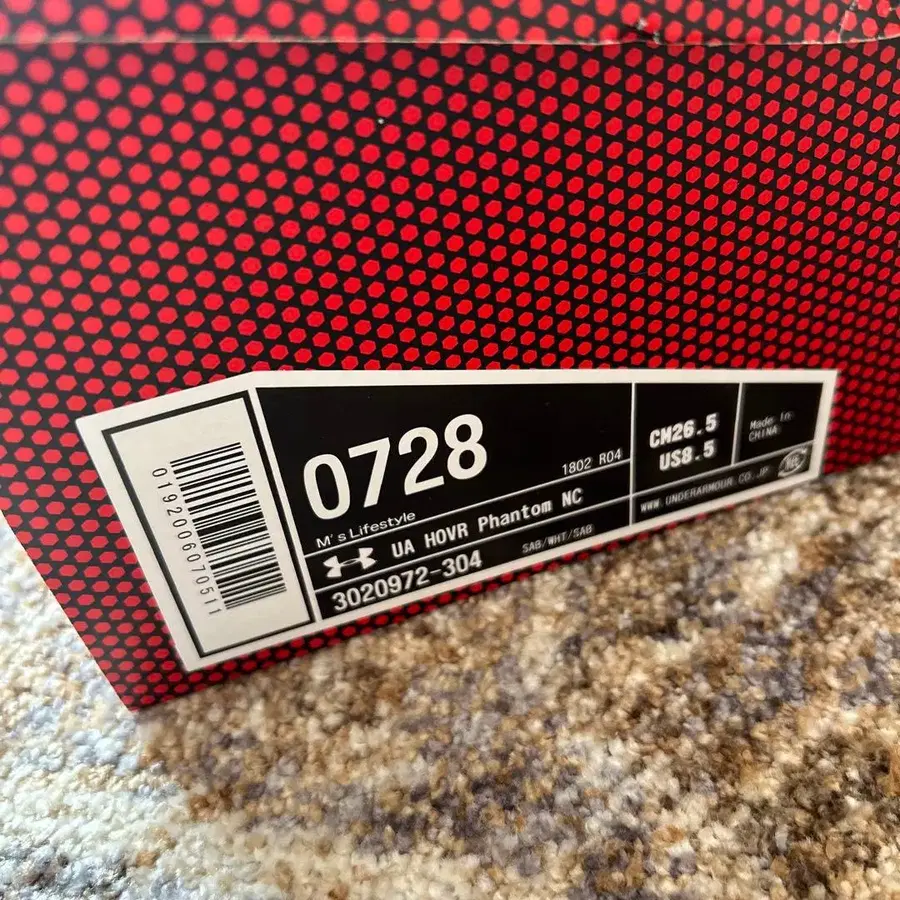 0192006070511
0728
1802 R04
M's Lifestyle
UA HOVR Phantom NC
3020972-304
SAB/WHT/SAB
CM26.5
US8.5
Made in
CHINA
WWW.UNDERARMOUR.CO.JP